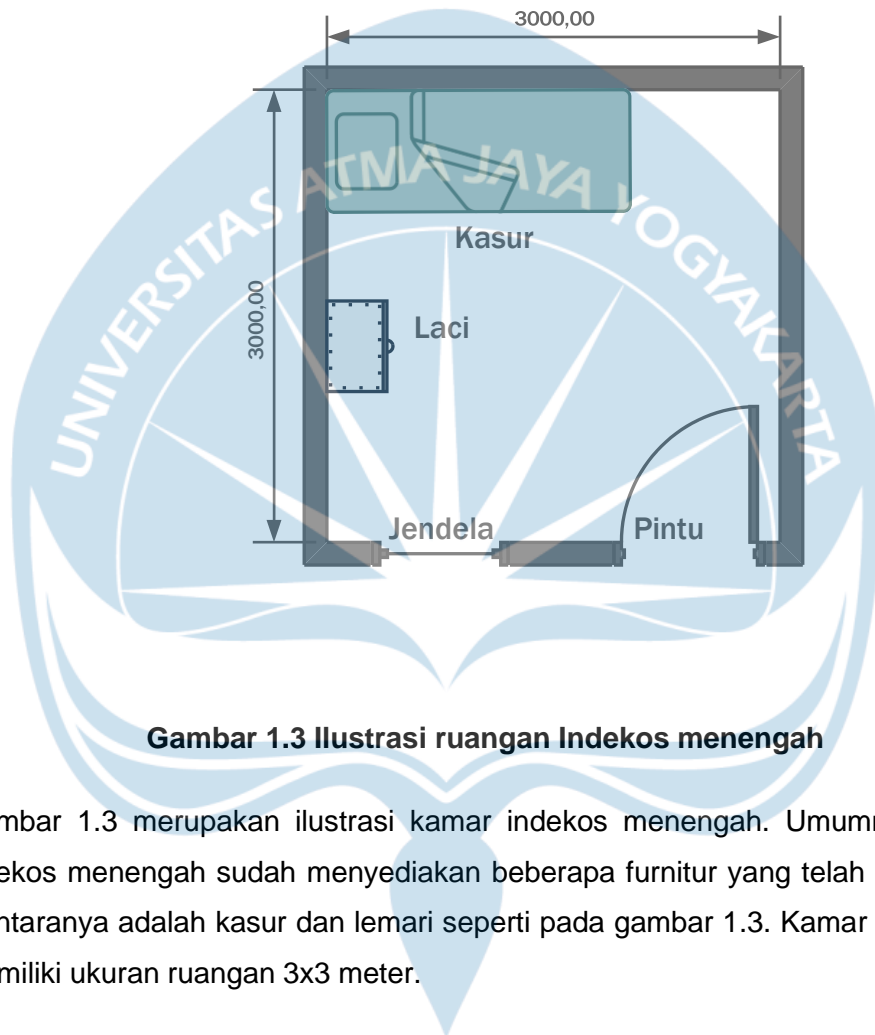 3000,00
UNIVERSITAS ATMA JAYA YOGYAKARTA
Kasur
3000,00
Laci
Jendela
Pintu
Gambar 1.3 Ilustrasi ruangan Indekos menengah
mbar 1.3 merupakan ilustrasi kamar indekos menengah.
ekos menengah sudah menyediakan beberapa furnitur yang telah
ntaranya adalah kasur dan lemari seperti pada gambar 1.3. Kamar
miliki ukuran ruangan 3x3 meter.